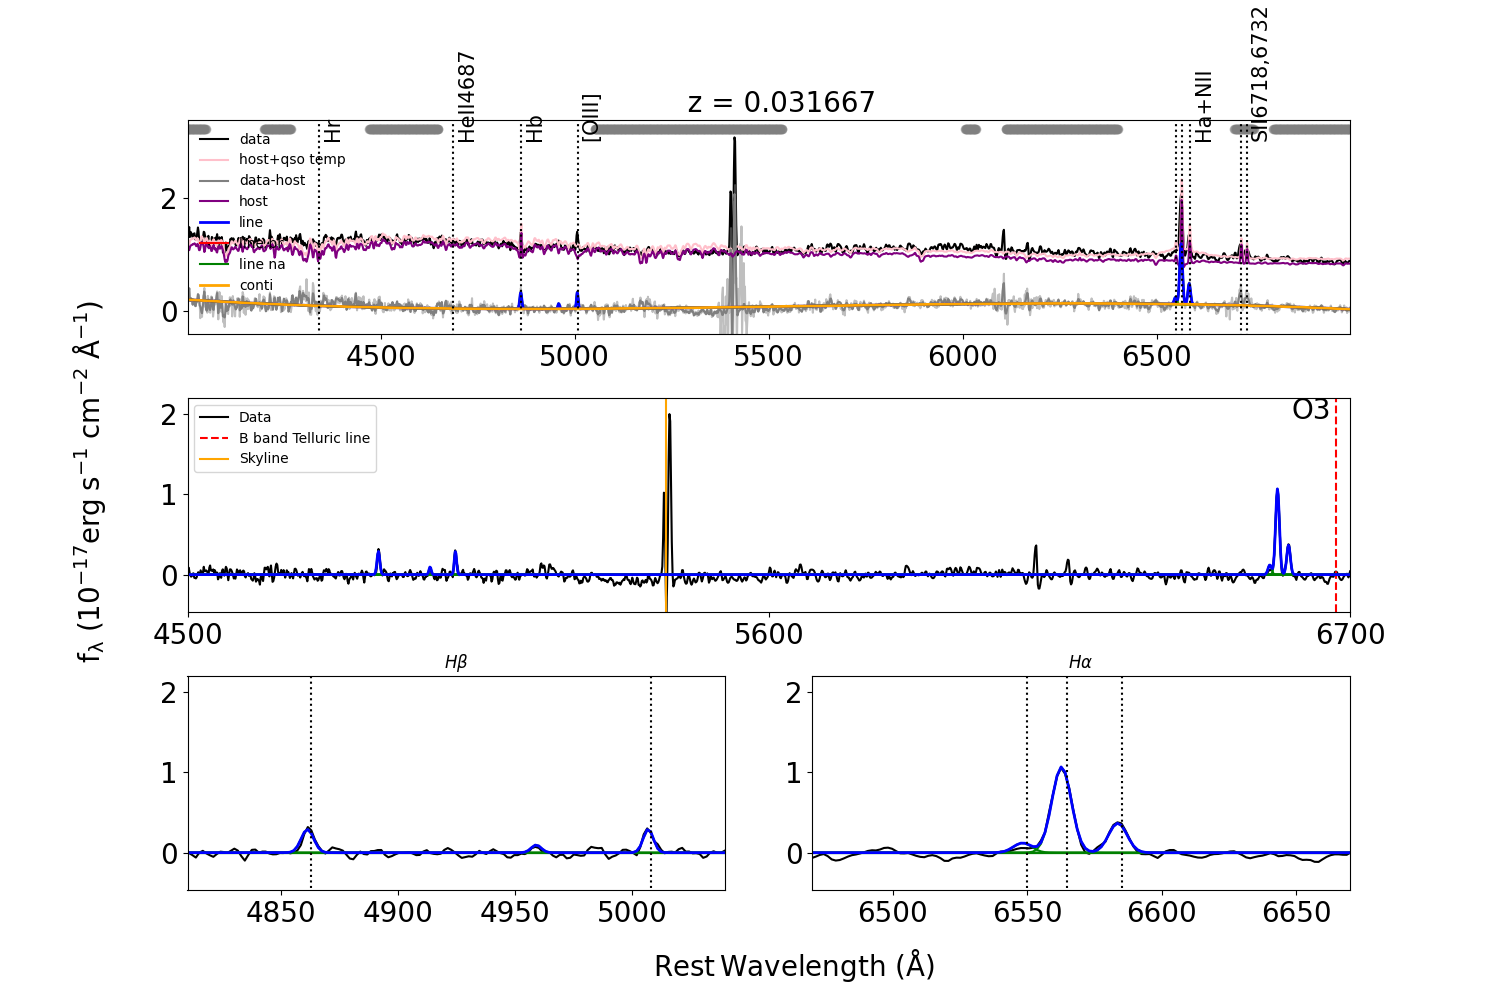 z = 0.031667
Hr
HeII4687
Hb
[OIII]
Ha+NII
SII6718,6732
data
host+qso temp
data-host
host
line
line br
line na
conti
2
0
4500
5000
5500
6000
6500
Data
B band Telluric line
Skyline
O3
2
1
0
4500
5600
6700
Hβ
2
1
0
4850
4900
4950
5000
Hα
2
1
0
6500
6550
6600
6650
fλ (10⁻¹⁷erg s⁻¹ cm⁻² Å⁻¹)
Rest Wavelength (Å)